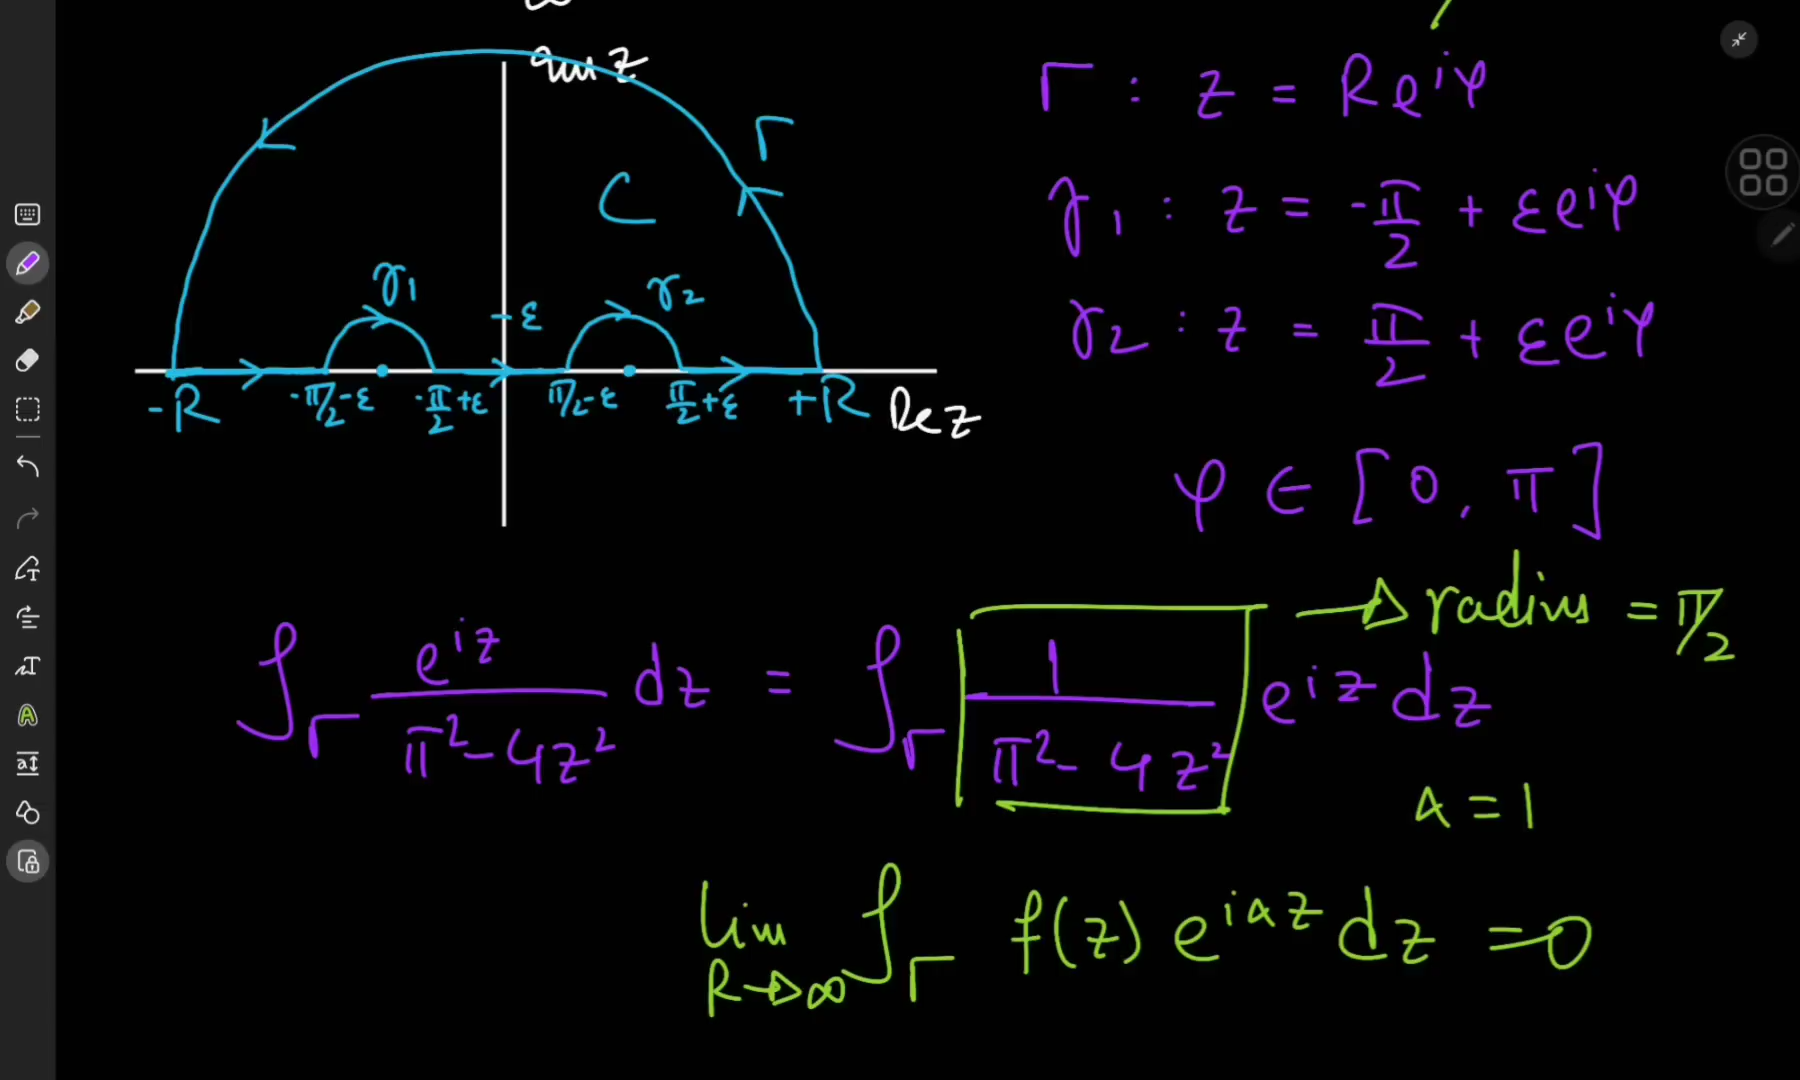 Im z
Γ
C
γ₁
ε
γ₂
-R
-π/2-ε
-π/2+ε
π/2-ε
π/2+ε
+R
Re z
Γ : z = Re^{iφ}
γ₁ : z = -π/2 + εe^{iφ}
γ₂ : z = π/2 + εe^{iφ}
φ ∈ [0, π]
→ radius = π/2
∫_Γ e^{iz}/(π²-4z²) dz = ∫_Γ 1/(π²-4z²) e^{iz} dz
a = 1
lim_{R→∞} ∫_Γ f(z) e^{iaz} dz = 0